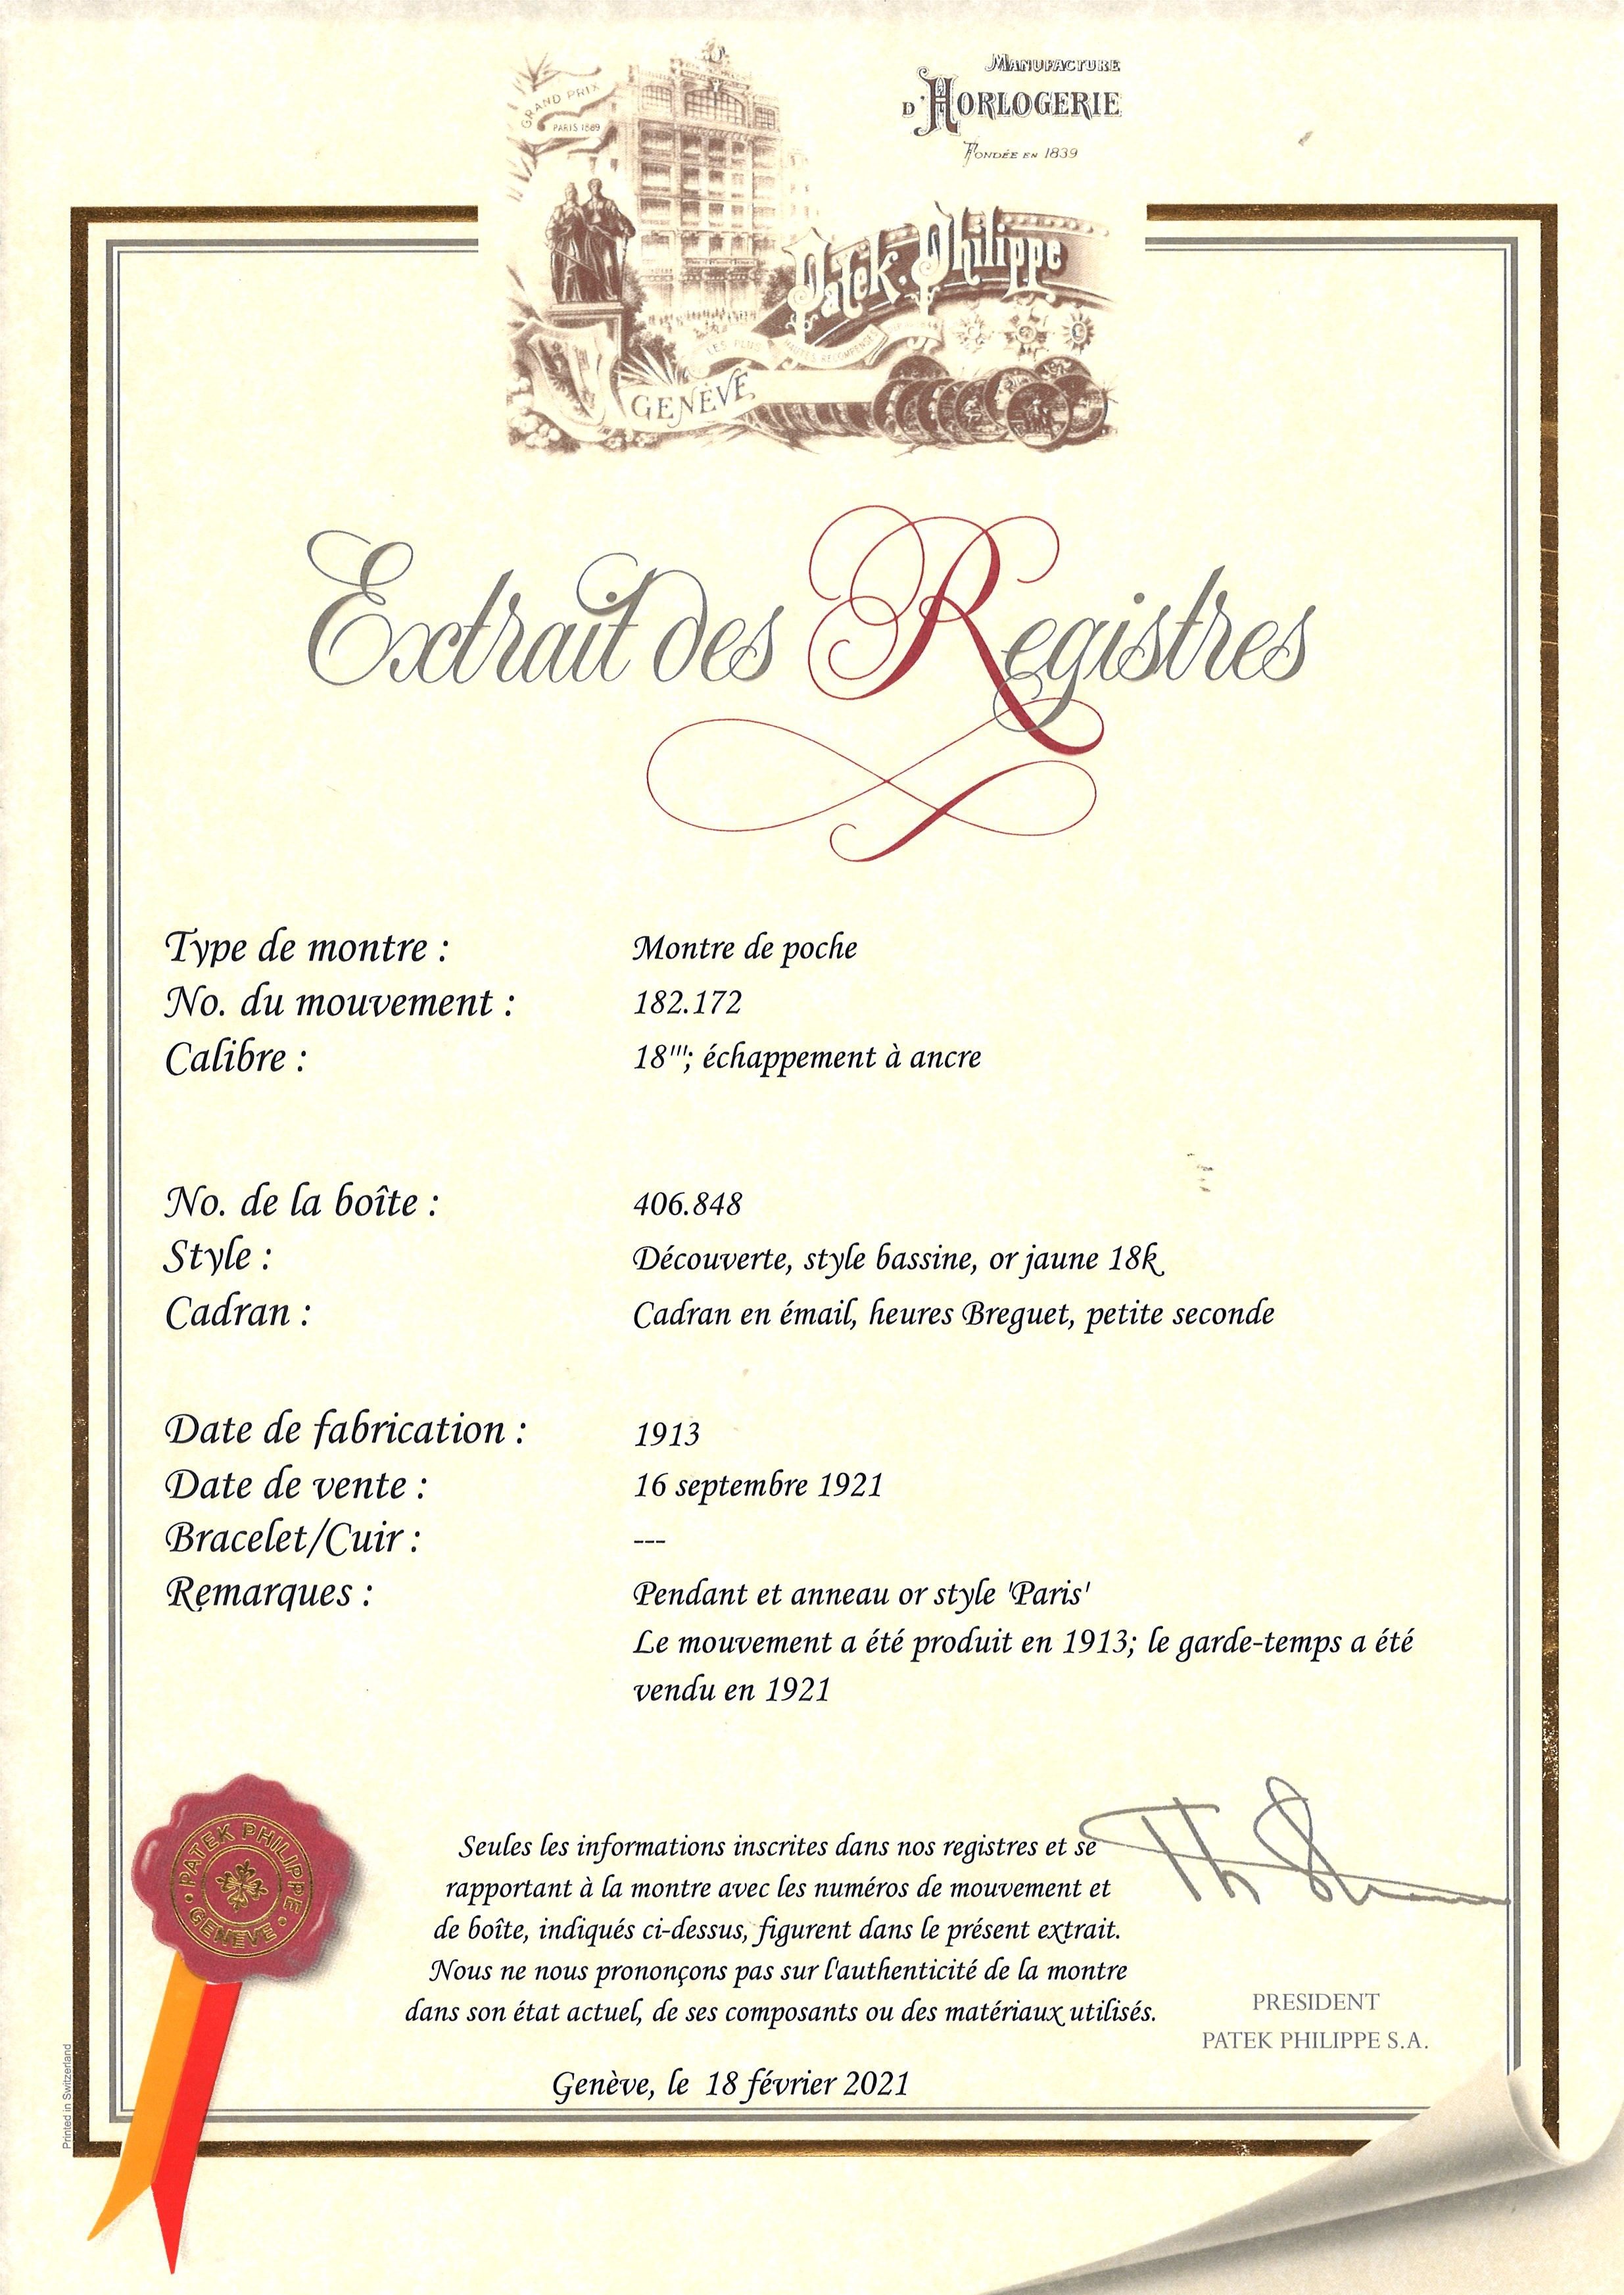 MANUFACTURE
D'HORLOGERIE
FONDÉE EN 1839
GRAND PRIX
PARIS 1889
Patek. Philippe
LES PLUS HAUTES RECOMPENSES
GENÈVE
Extrait des Registres
Type de montre : Montre de poche
No. du mouvement : 182.172
Calibre : 18'''; échappement à ancre
No. de la boîte : 406.848
Style : Découverte, style bassine, or jaune 18k
Cadran : Cadran en émail, heures Breguet, petite seconde
Date de fabrication : 1913
Date de vente : 16 septembre 1921
Bracelet/Cuir : ---
Remarques : Pendant et anneau or style 'Paris'
Le mouvement a été produit en 1913; le garde-temps a été
vendu en 1921
Seules les informations inscrites dans nos registres et se
rapportant à la montre avec les numéros de mouvement et
de boîte, indiqués ci-dessus, figurent dans le présent extrait.
Nous ne nous prononçons pas sur l'authenticité de la montre
dans son état actuel, de ses composants ou des matériaux utilisés.
Genève, le 18 février 2021
PRESIDENT
PATEK PHILIPPE S.A.
PATEK PHILIPPE
GENÈVE
Printed in Switzerland